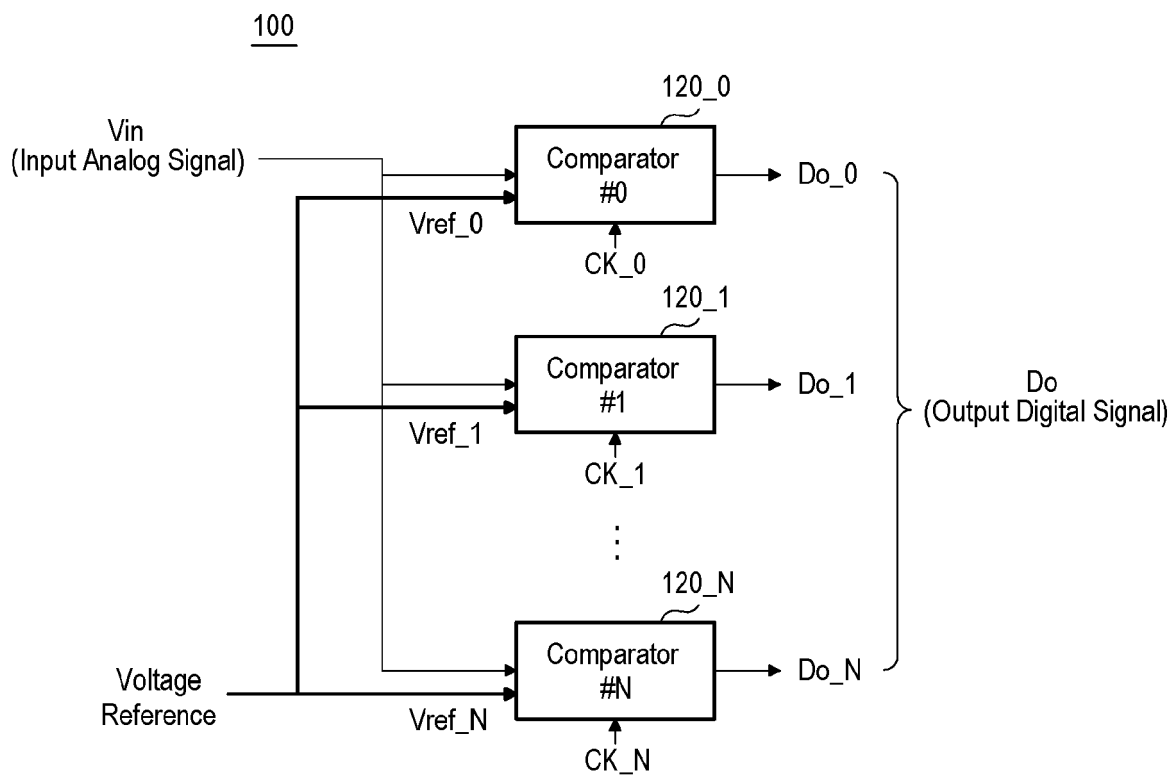 100
120_0
Vin
(Input Analog Signal)
Comparator
#0
Do_0
Vref_0
CK_0
120_1
Comparator
#1
Do_1
Do
(Output Digital Signal)
Vref_1
CK_1
⋮
120_N
Comparator
#N
Do_N
Voltage
Reference
Vref_N
CK_N